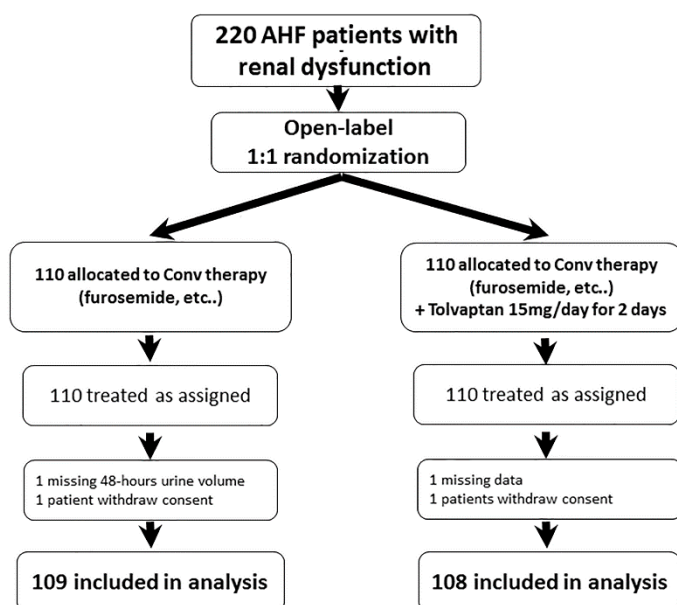 220 AHF patients with
renal dysfunction
Open-label
1:1 randomization
110 allocated to Conv therapy
(furosemide, etc..)
110 treated as assigned
1 missing 48-hours urine volume
1 patient withdraw consent
109 included in analysis
110 allocated to Conv therapy
(furosemide, etc..)
+ Tolvaptan 15mg/day for 2 days
110 treated as assigned
1 missing data
1 patients withdraw consent
108 included in analysis